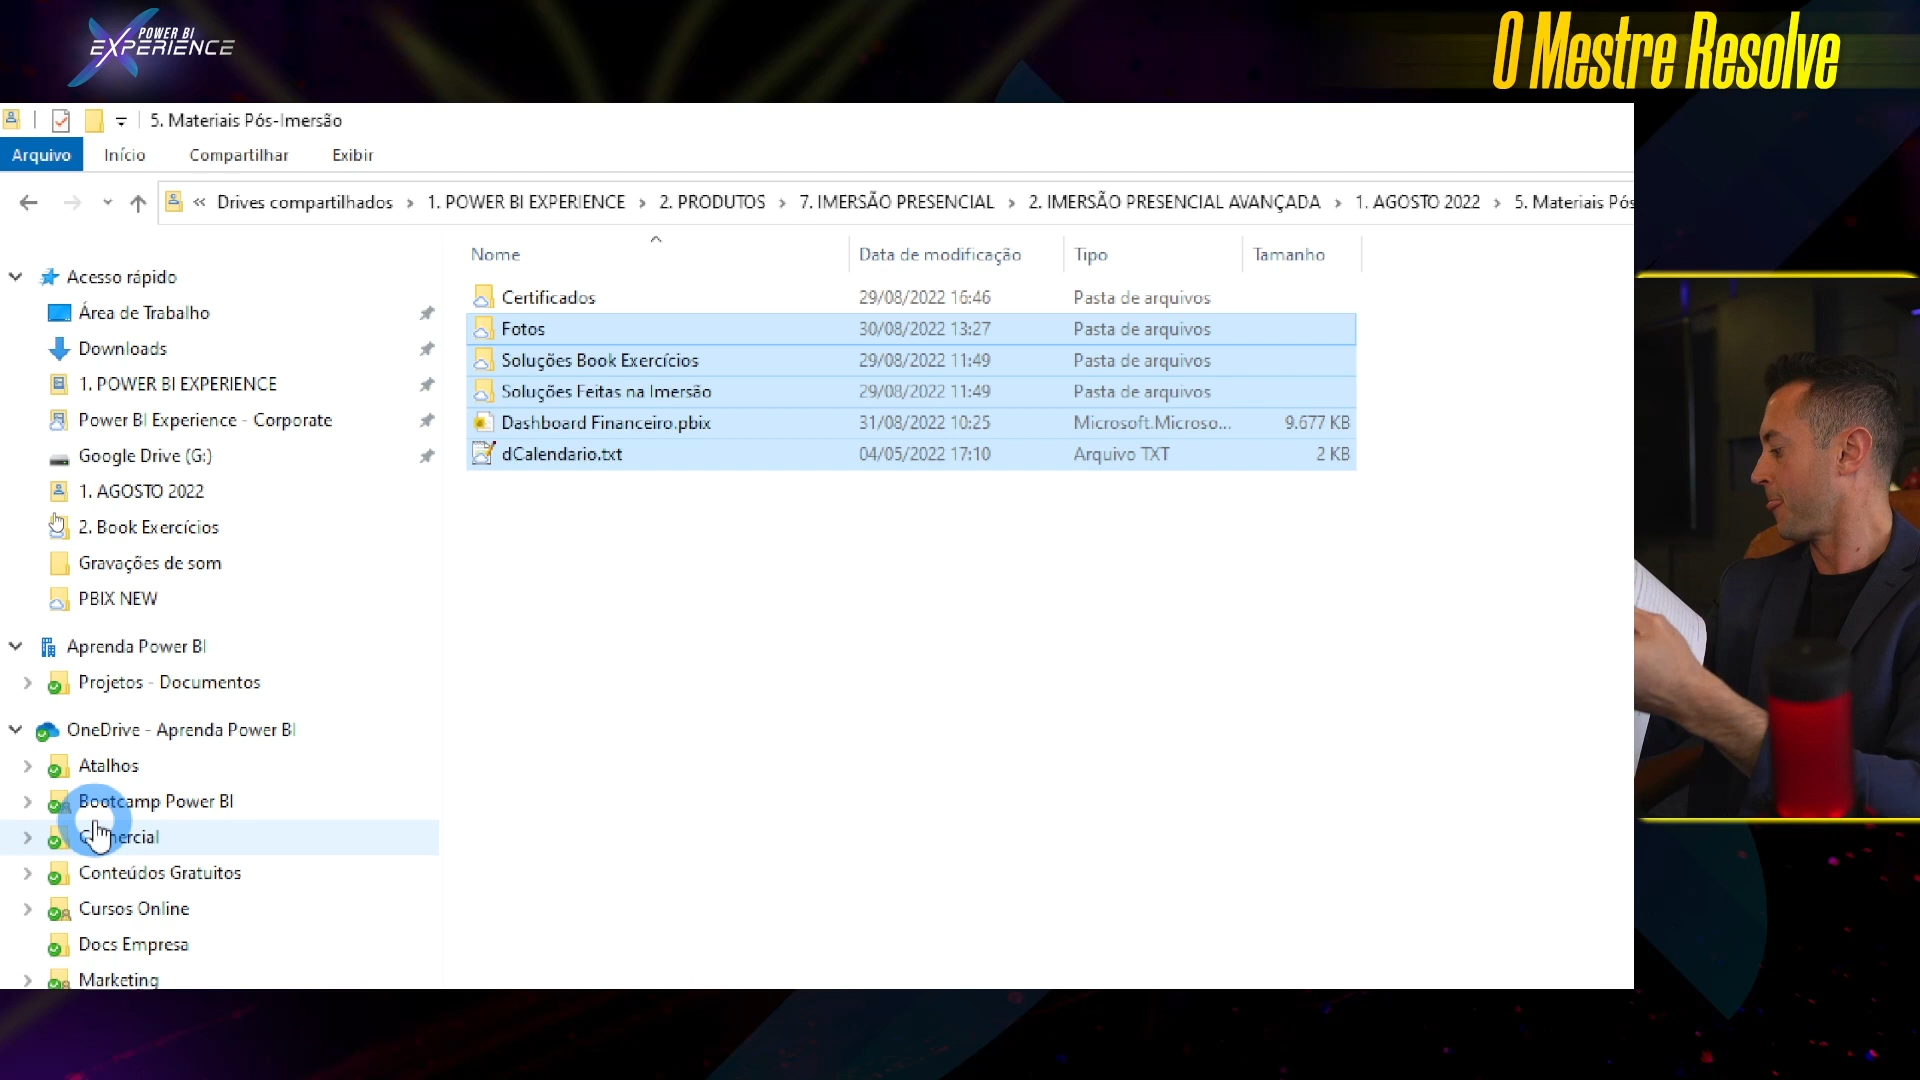 POWER BI
EXPERIENCE
O Mestre Resolve
5. Materiais Pós-Imersão
Arquivo Início Compartilhar Exibir
« Drives compartilhados > 1. POWER BI EXPERIENCE > 2. PRODUTOS > 7. IMERSÃO PRESENCIAL > 2. IMERSÃO PRESENCIAL AVANÇADA > 1. AGOSTO 2022 > 5. Materiais Pós
Nome Data de modificação Tipo Tamanho
Certificados 29/08/2022 16:46 Pasta de arquivos
Fotos 30/08/2022 13:27 Pasta de arquivos
Soluções Book Exercícios 29/08/2022 11:49 Pasta de arquivos
Soluções Feitas na Imersão 29/08/2022 11:49 Pasta de arquivos
Dashboard Financeiro.pbix 31/08/2022 10:25 Microsoft.Microso... 9.677 KB
dCalendario.txt 04/05/2022 17:10 Arquivo TXT 2 KB
Acesso rápido
Área de Trabalho
Downloads
1. POWER BI EXPERIENCE
Power BI Experience - Corporate
Google Drive (G:)
1. AGOSTO 2022
2. Book Exercícios
Gravações de som
PBIX NEW
Aprenda Power BI
Projetos - Documentos
OneDrive - Aprenda Power BI
Atalhos
Bootcamp Power BI
Comercial
Conteúdos Gratuitos
Cursos Online
Docs Empresa
Marketing